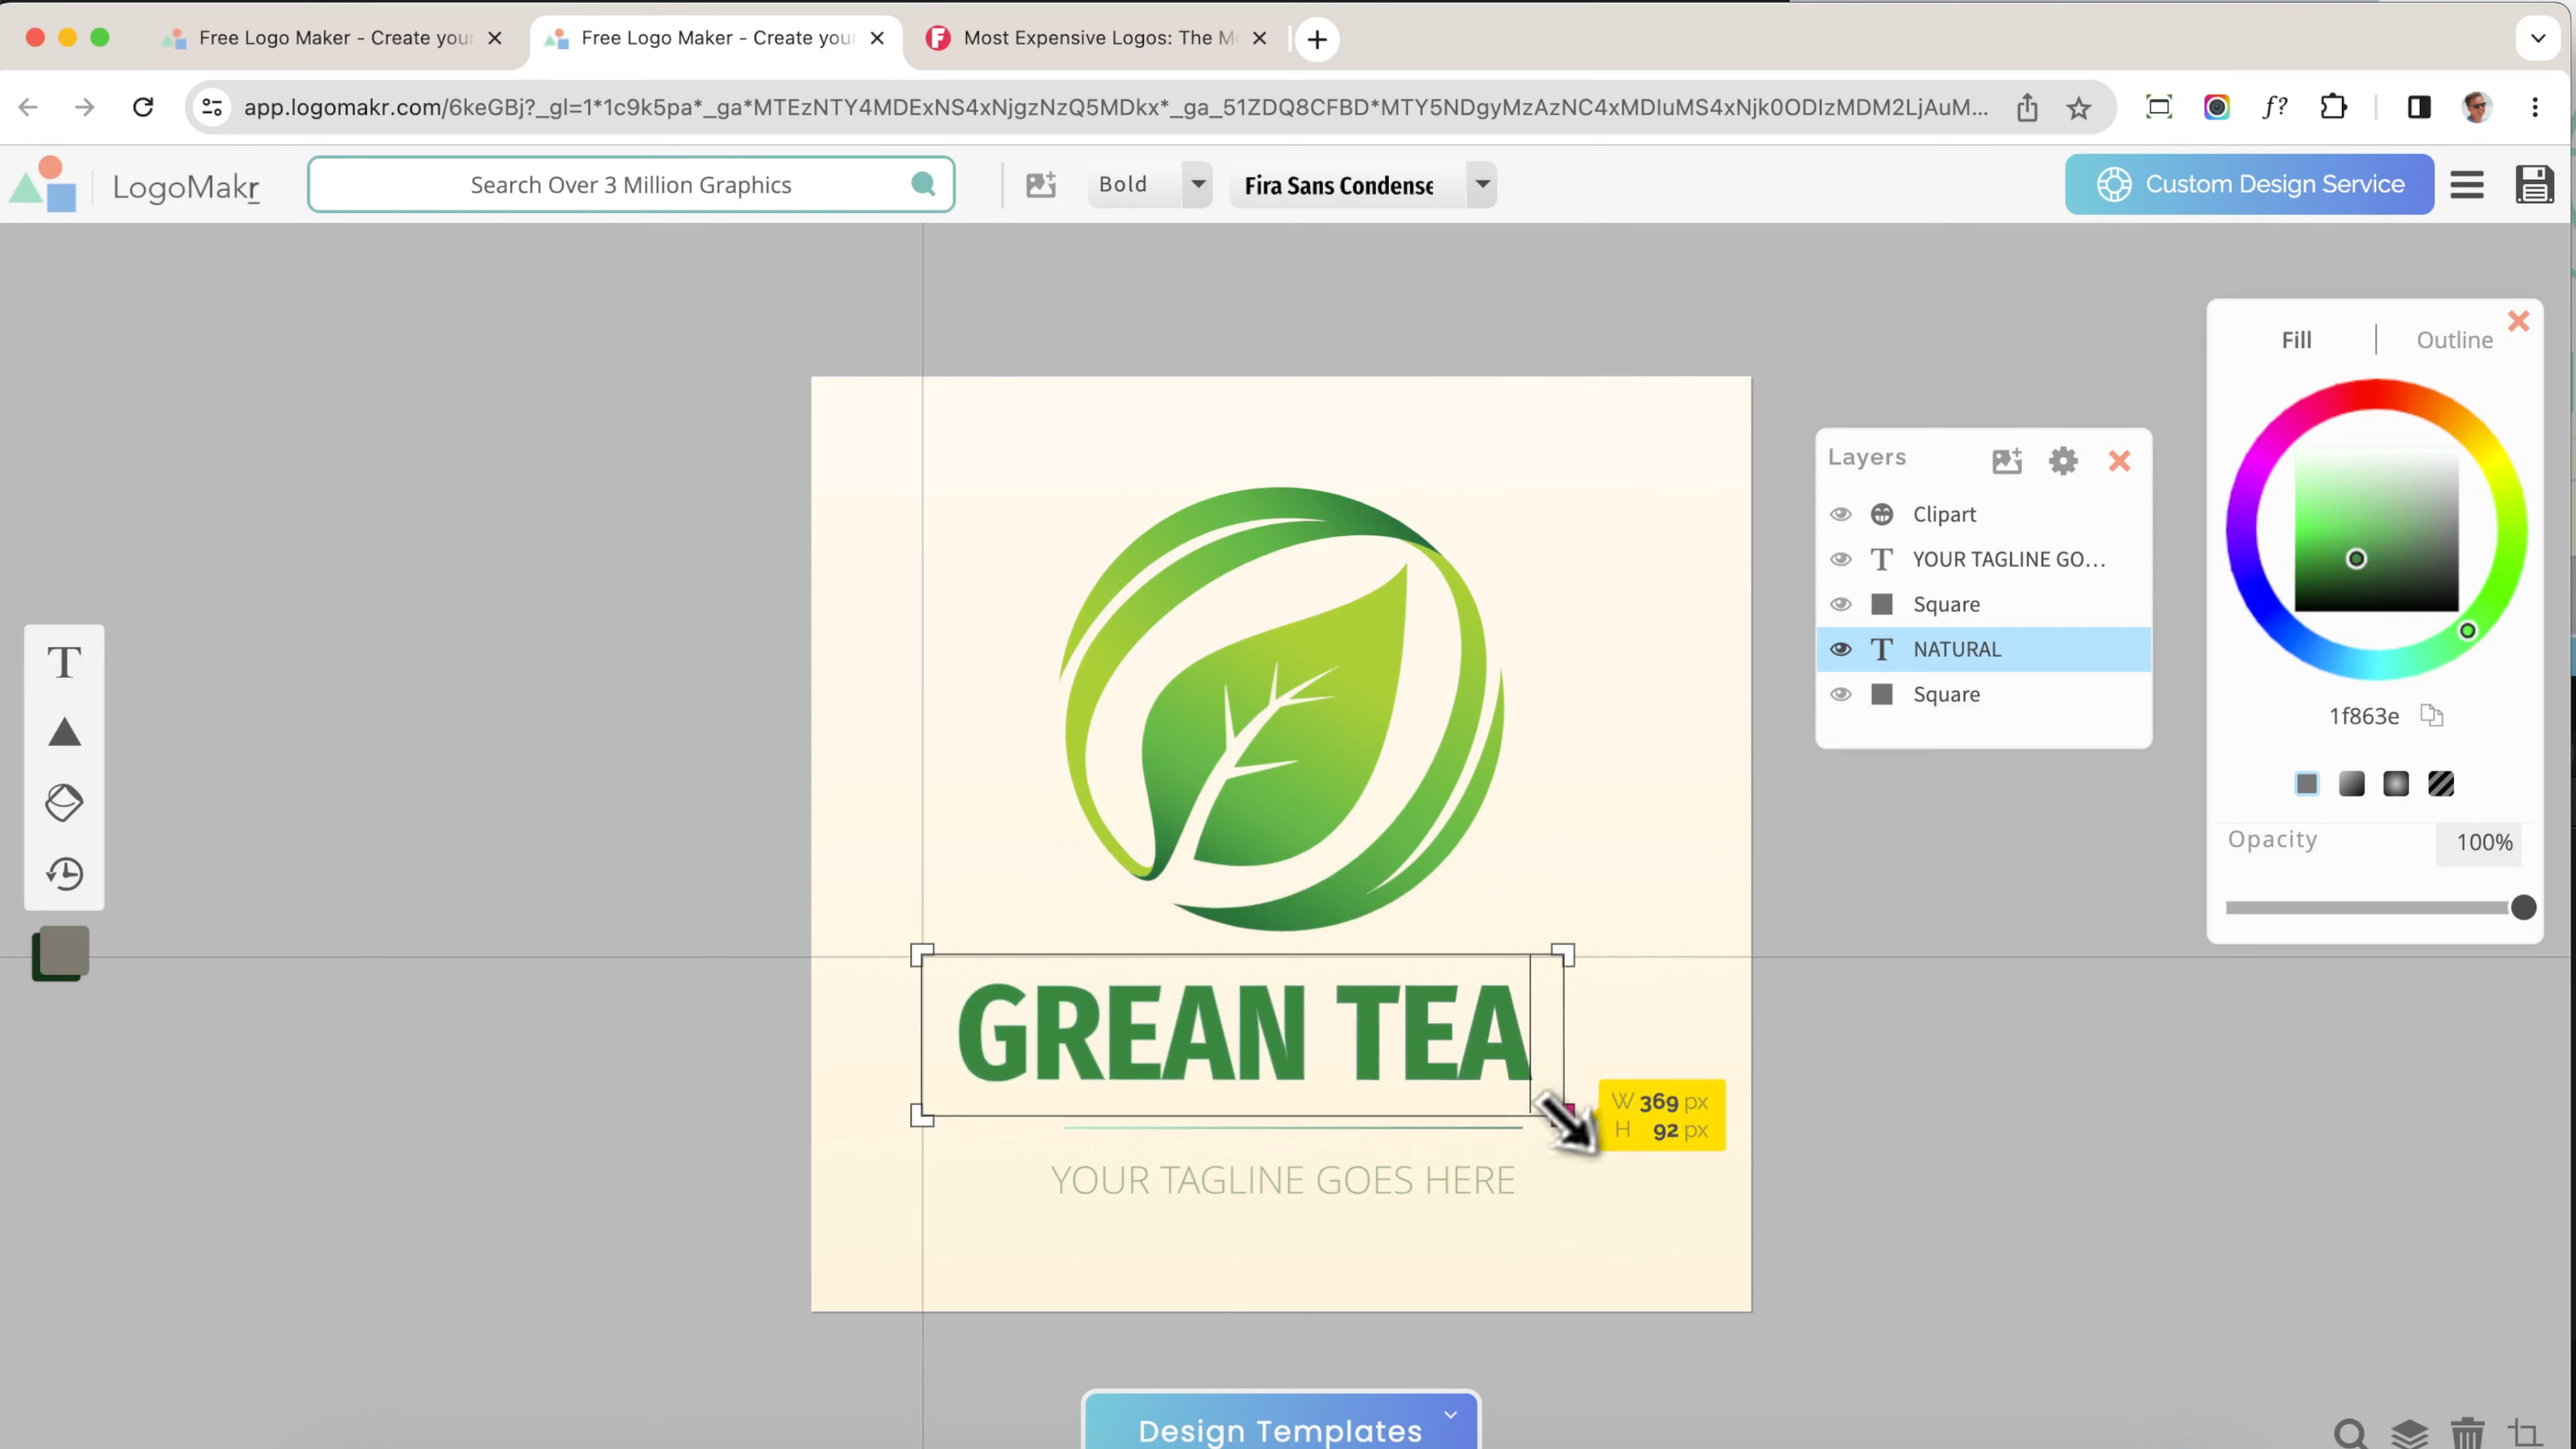 Free Logo Maker - Create your
Free Logo Maker - Create your
Most Expensive Logos: The M
app.logomakr.com/6keGBj?_gl=1*1c9k5pa*_ga*MTEzNTY4MDExNS4xNjgzNzQ5MDkx*_ga_51ZDQ8CFBD*MTY5NDgyMzAzNC4xMDIuMS4xNjk0ODIzMDM2LjAuM...
f?
LogoMakr
Search Over 3 Million Graphics
Bold
Fira Sans Condense
Custom Design Service
Fill
Outline
Layers
Clipart
T YOUR TAGLINE GO...
Square
T NATURAL
Square
1f863e
Opacity
100%
T
GREAN TEA
W 369 px
H 92 px
YOUR TAGLINE GOES HERE
Design Templates